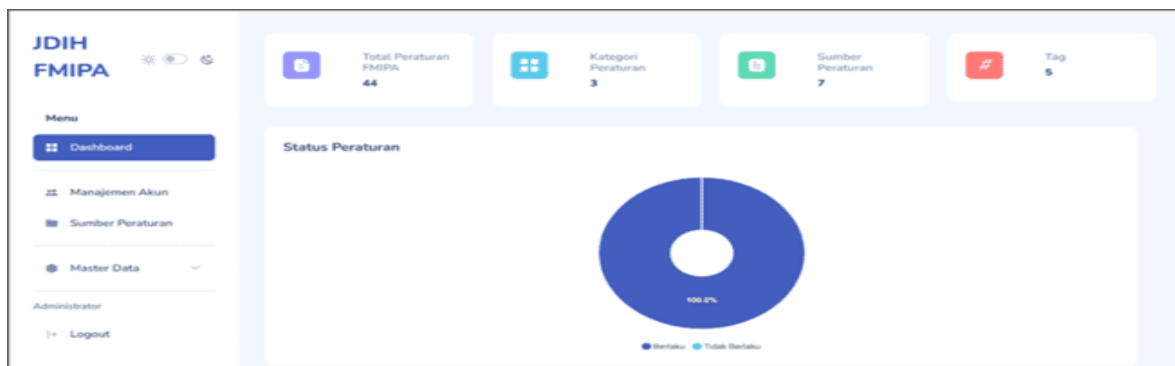 JDIH
FMIPA
Menu
Dashboard
Manajemen Akun
Sumber Peraturan
Master Data
Administrator
Logout
Total Peraturan
FMIPA
44
Kategori
Peraturan
3
Sumber
Peraturan
7
Tag
5
Status Peraturan
100.0%
Berlaku Tidak Berlaku